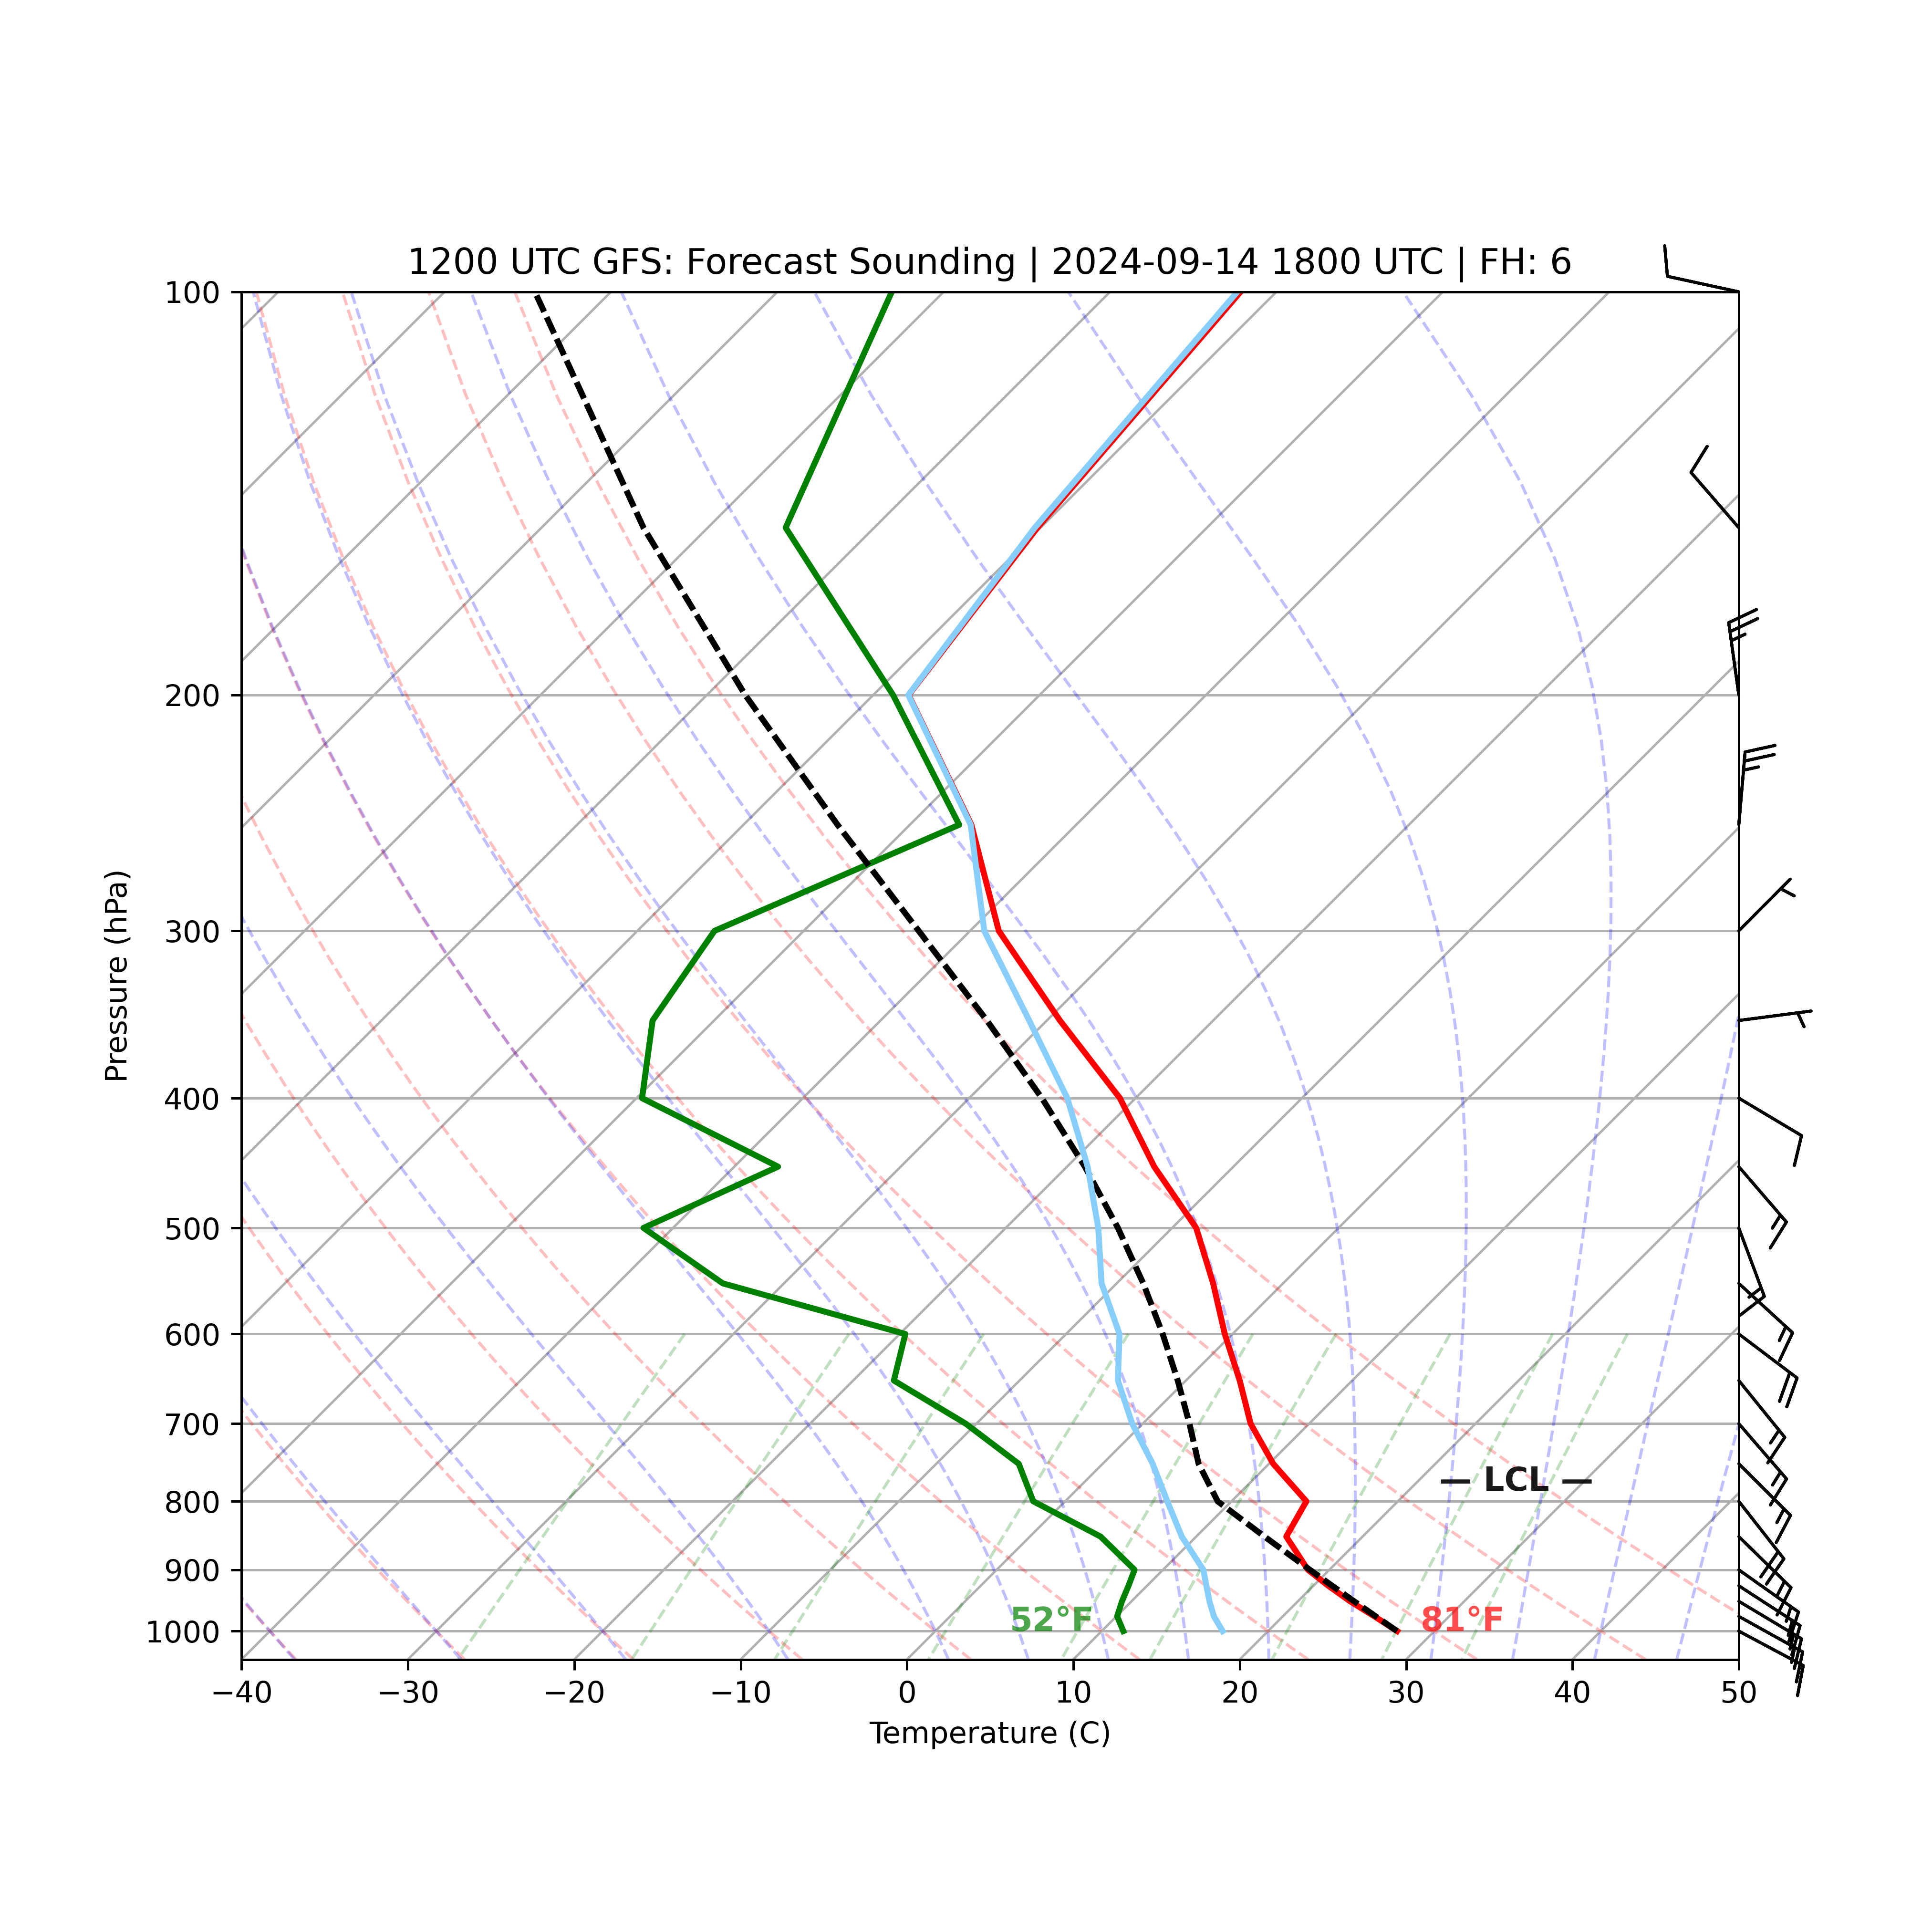 1200 UTC GFS: Forecast Sounding | 2024-09-14 1800 UTC | FH: 6
100
200
300
400
500
600
700
800
900
1000
Pressure (hPa)
— LCL —
52°F
81°F
−40 −30 −20 −10 0 10 20 30 40 50
Temperature (C)